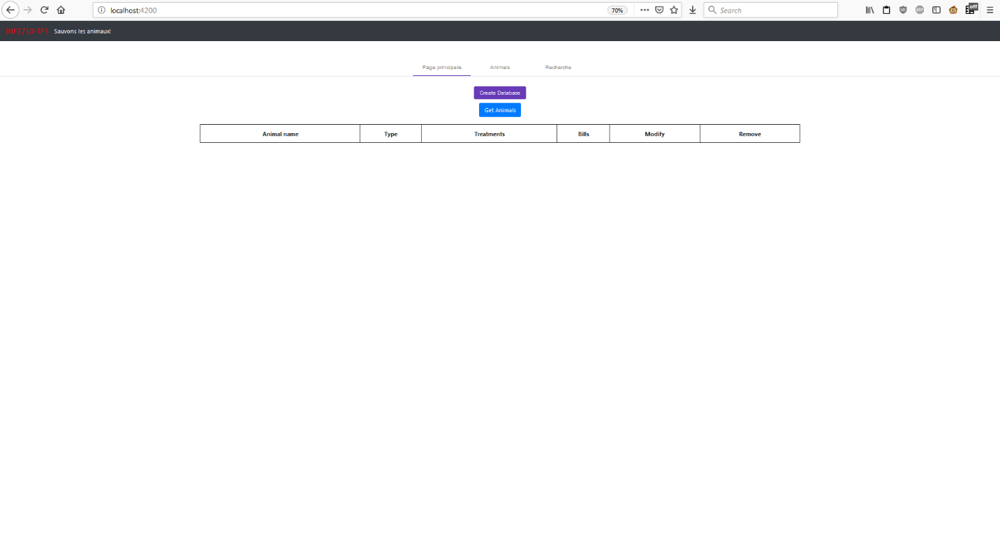 localhost:4200
70%
Search
off
INF3710-TP5 Sauvons les animaux!
Page principale Animals Recherche
Create Database
Get Animals
Animal name Type Treatments Bills Modify Remove